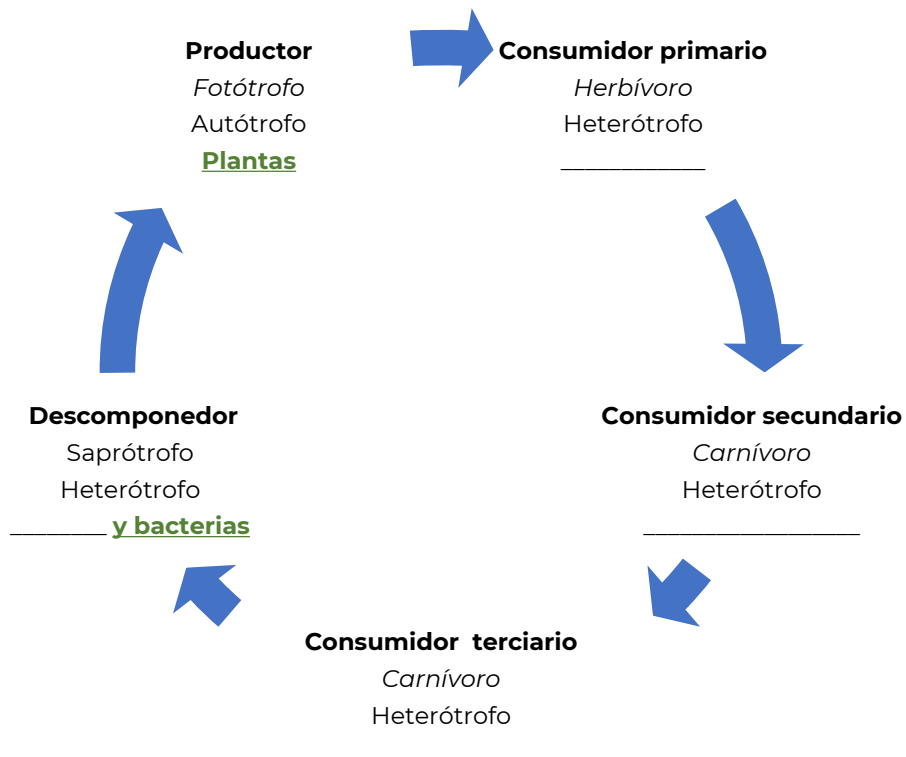 Productor
Fotótrofo
Autótrofo
Plantas
Consumidor primario
Herbívoro
Heterótrofo
____________
Consumidor secundario
Carnívoro
Heterótrofo
__________________
Consumidor  terciario
Carnívoro
Heterótrofo
Descomponedor
Saprótrofo
Heterótrofo
________ y bacterias